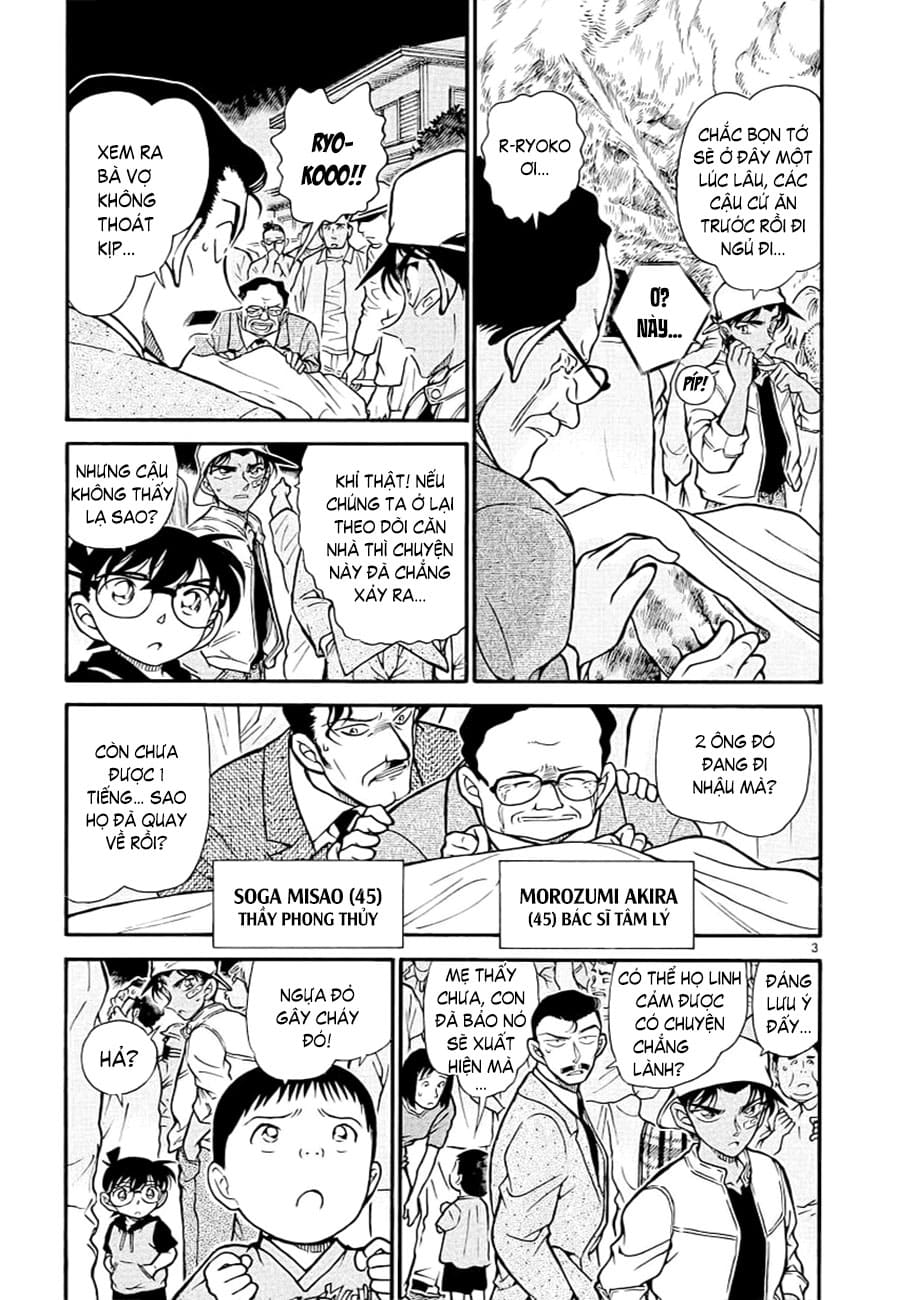 CHẮC BỌN TỚ
SẼ Ở ĐÂY MỘT
LÚC LÂU, CÁC
CẬU CỨ ĂN
TRƯỚC RỒI ĐI
NGỦ ĐI...
Ơ?
NÀY...
PÍP!
R-RYOKO
ƠI...
RYO-
KOOO!!
XEM RA
BÀ VỢ
KHÔNG
THOÁT
KỊP...
KHỈ THẬT! NẾU
CHÚNG TA Ở LẠI
THEO DÕI CĂN
NHÀ THÌ CHUYỆN
NÀY ĐÃ CHẲNG
XẢY RA...
NHƯNG CẬU
KHÔNG THẤY
LẠ SAO?
2 ÔNG ĐÓ
ĐANG ĐI
NHẬU MÀ?
CÒN CHƯA
ĐƯỢC 1
TIẾNG... SAO
HỌ ĐÃ QUAY
VỀ RỒI?
MOROZUMI AKIRA
(45) BÁC SĨ TÂM LÝ
SOGA MISAO (45)
THẦY PHONG THỦY
3
ĐÁNG
LƯU Ý
ĐẤY...
CÓ THỂ HỌ LINH
CẢM ĐƯỢC
CÓ CHUYỆN
CHẲNG
LÀNH?
MẸ THẤY
CHƯA, CON
ĐÃ BẢO NÓ
SẼ XUẤT
HIỆN MÀ
...
NGỰA ĐÓ
GÂY CHÁY
ĐÓ!
HẢ?